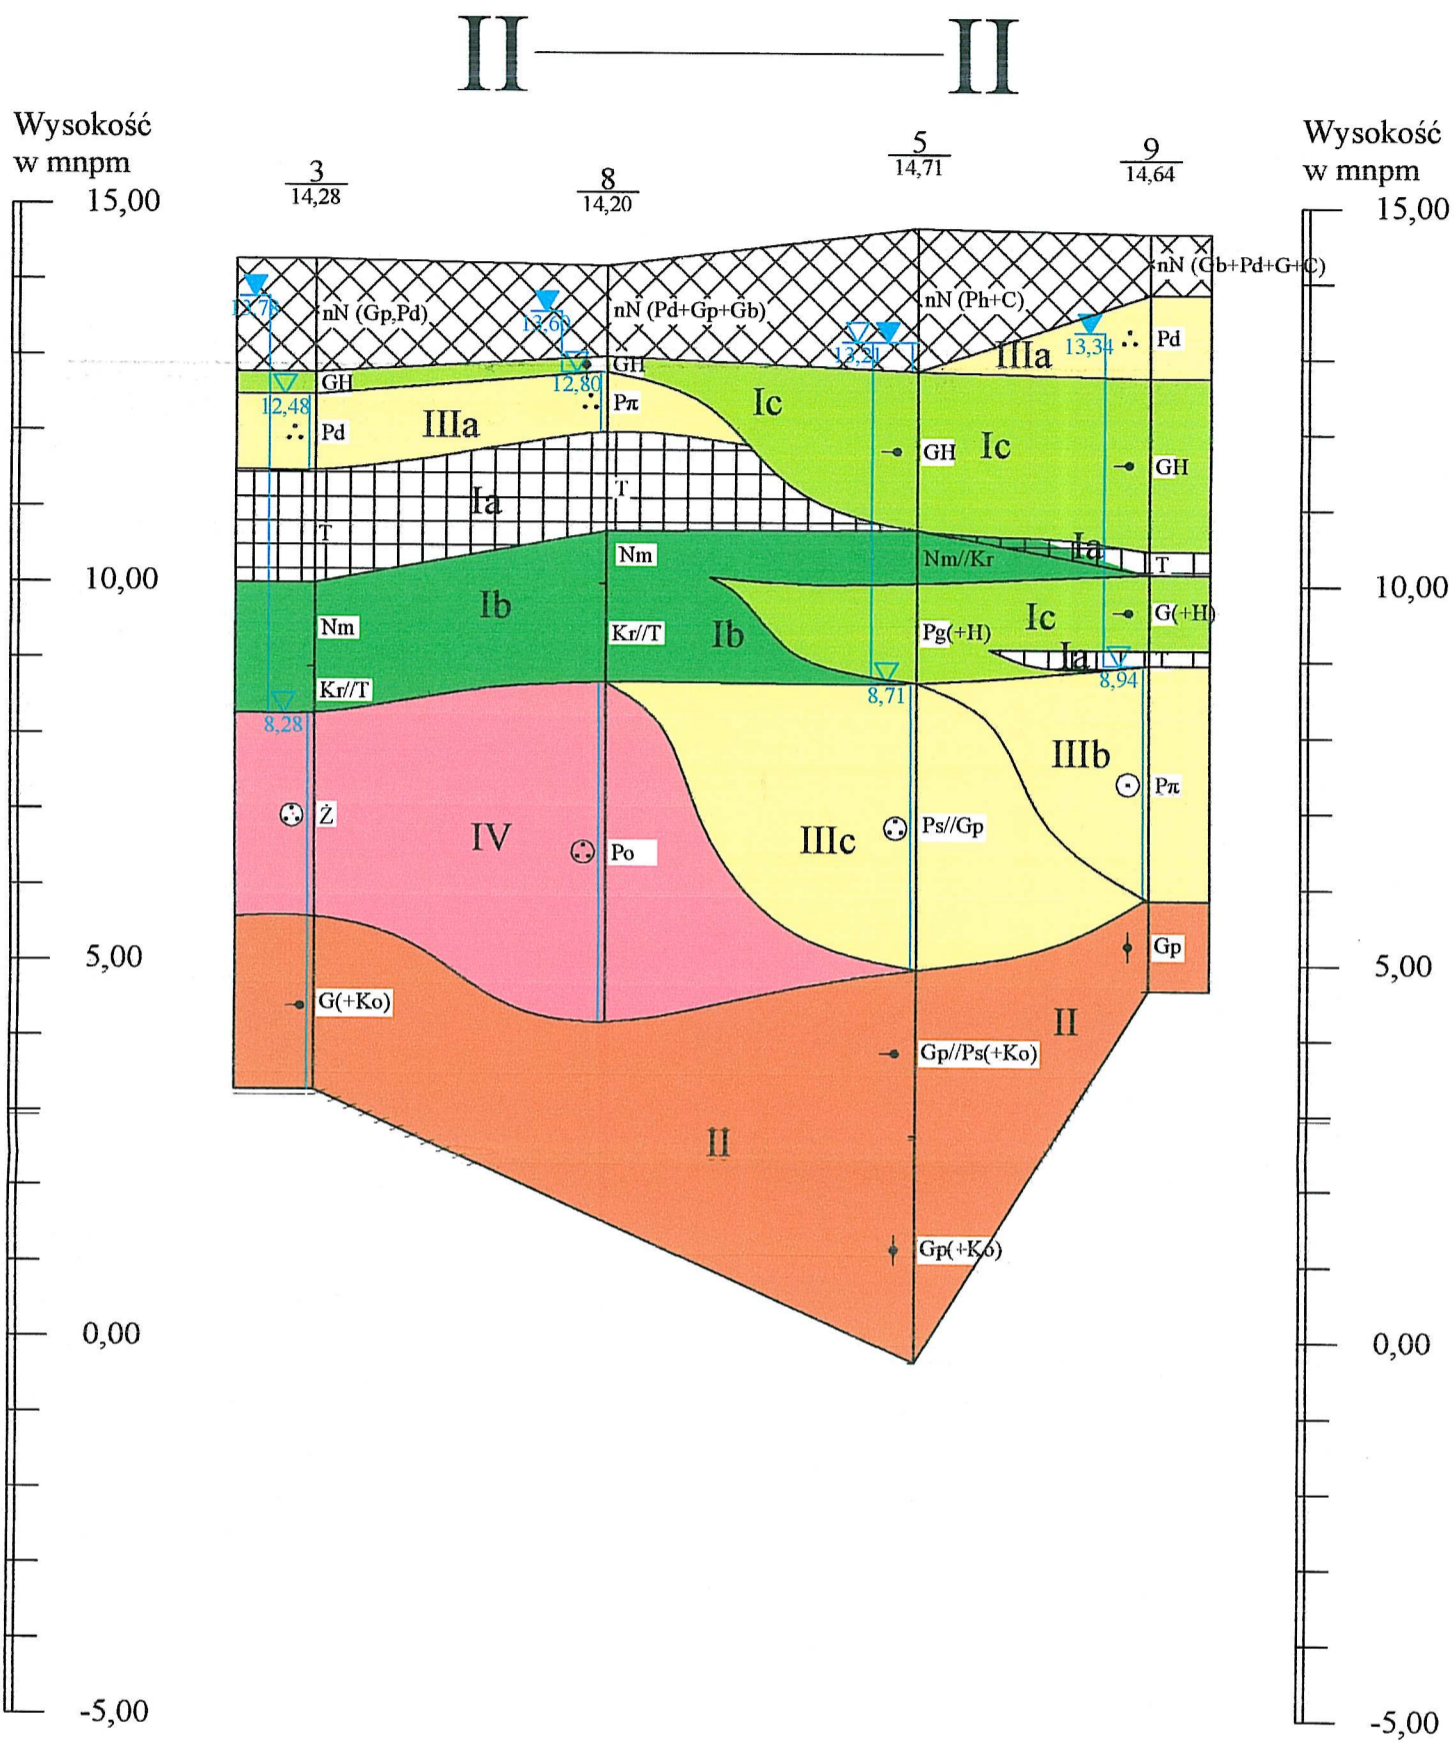 II II
Wysokość
w mnpm
Wysokość
w mnpm
3
14,28
8
14,20
5
14,71
9
14,64
15,00
15,00
nN (Gb+Pd+G+C)
nN (Gp,Pd)
nN (Pd+Gp+Gb)
nN (Ph+C)
13,60
13,21
13,34
IIIa
Pd
GH
GH
12,80
12,48
Pπ
Ic
Pd
IIIa
GH
Ic
GH
Ia
T
T
Nm
Nm//Kr
Ia
T
10,00
10,00
Ib
Nm
Kr//T
Ib
Pg(+H)
Ic
G(+H)
Ia
Kr//T
8,28
8,71
8,94
IIIb
Pπ
Ż
IV
Po
IIIc
Ps//Gp
5,00
5,00
Gp
G(+Ko)
II
Gp//Ps(+Ko)
II
Gp(+Ko)
0,00
0,00
-5,00
-5,00